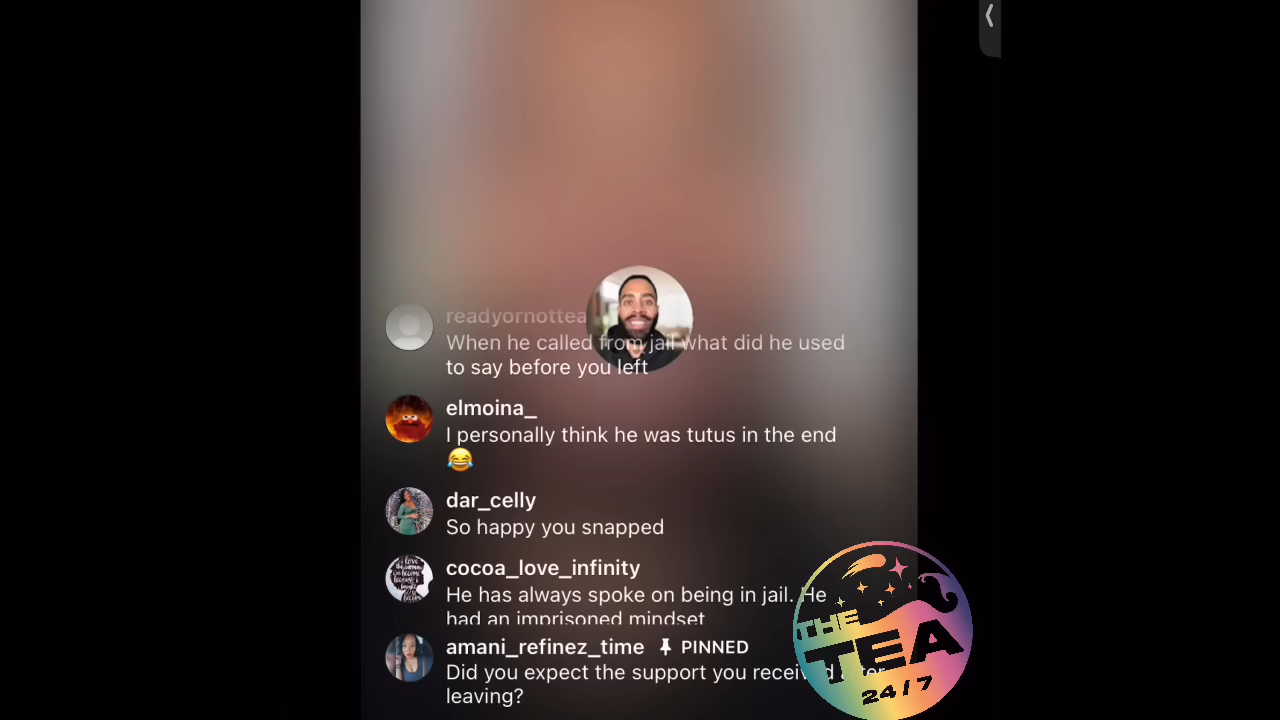 readyornottea
When he called from jail what did he used
to say before you left
elmoina_
I personally think he was tutus in the end
😂
dar_celly
So happy you snapped
cocoa_love_infinity
He has always spoke on being in jail. He
had an imprisoned mindset
amani_refinez_time PINNED
Did you expect the support you received after
leaving?
THE
TEA
24/7